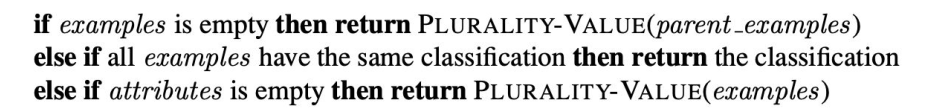 if examples is empty then return PLURALITY-VALUE(parent_examples)
else if all examples have the same classification then return the classification
else if attributes is empty then return PLURALITY-VALUE(examples)